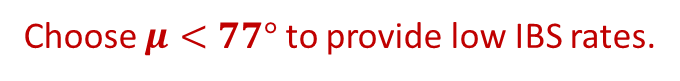 Choose μ < 77° to provide low IBS rates.